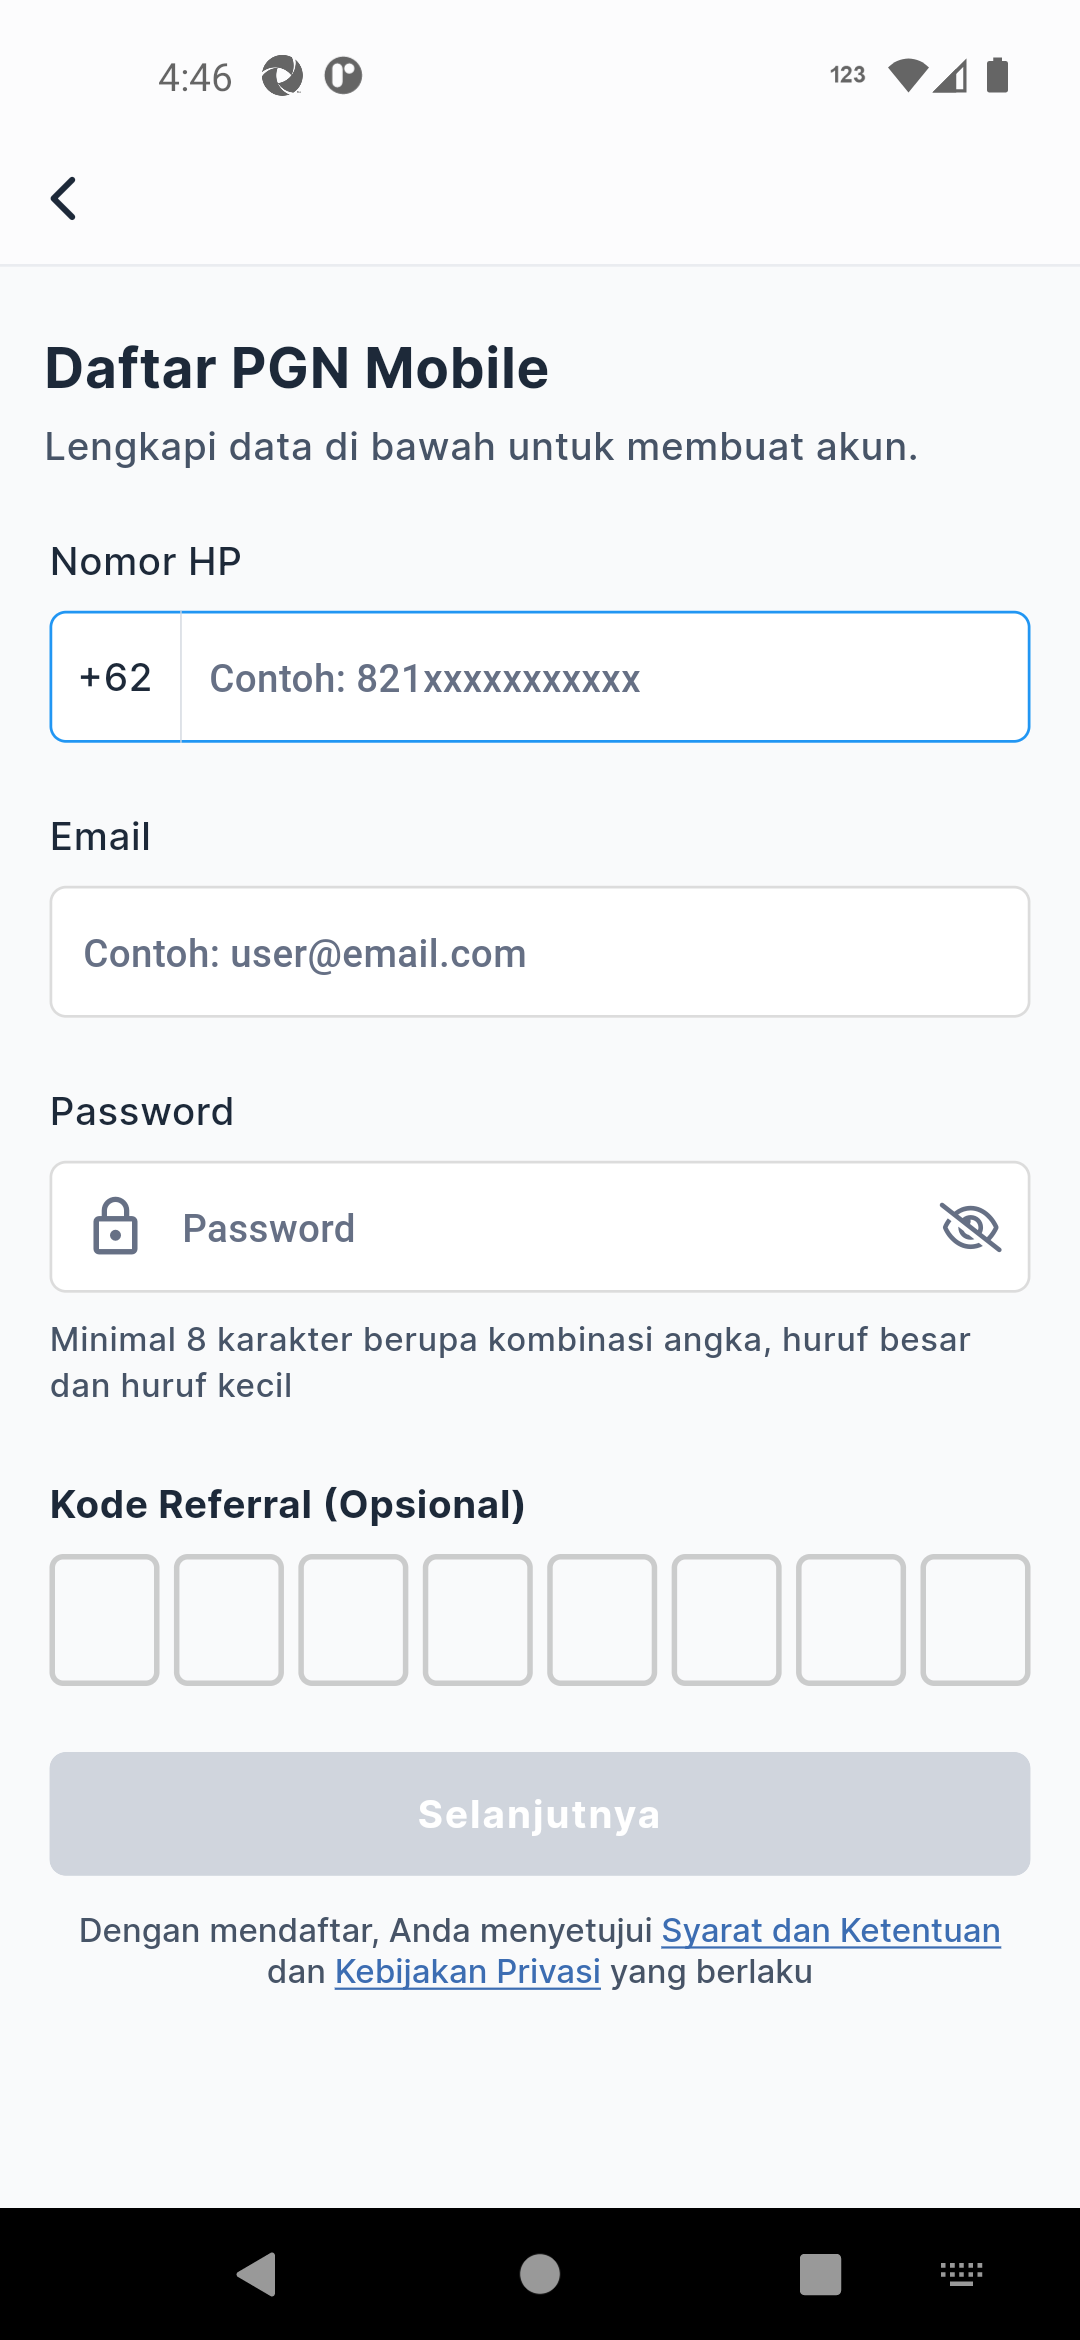 4:46
123
Daftar PGN Mobile
Lengkapi data di bawah untuk membuat akun.
Nomor HP
+62 Contoh: 821xxxxxxxxxxx
Email
Contoh: user@email.com
Password
Password
Minimal 8 karakter berupa kombinasi angka, huruf besar
dan huruf kecil
Kode Referral (Opsional)
Selanjutnya
Dengan mendaftar, Anda menyetujui Syarat dan Ketentuan
dan Kebijakan Privasi yang berlaku